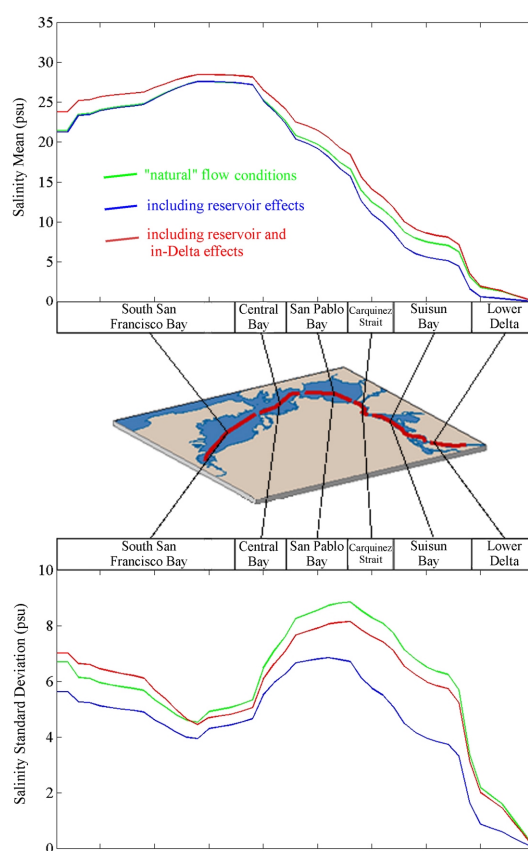 35
30
25
20
15
10
5
0
Salinity Mean (psu)
"natural" flow conditions
including reservoir effects
including reservoir and
in-Delta effects
South San
Francisco Bay
Central
Bay
San Pablo
Bay
Carquinez
Strait
Suisun
Bay
Lower
Delta
South San
Francisco Bay
Central
Bay
San Pablo
Bay
Carquinez
Strait
Suisun
Bay
Lower
Delta
10
8
6
4
2
0
Salinity Standard Deviation (psu)